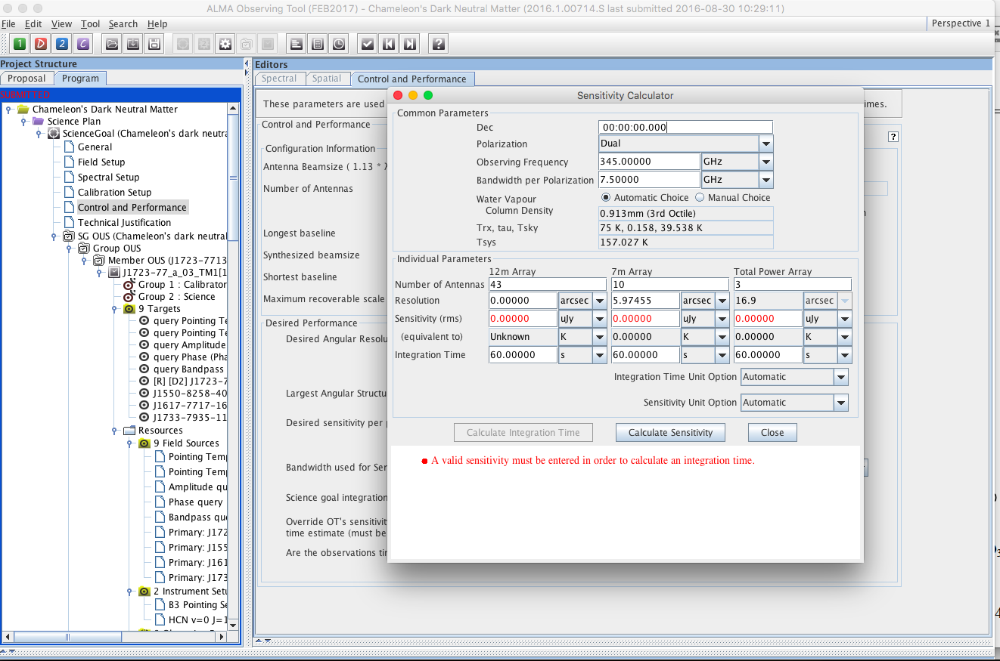 ALMA Observing Tool (FEB2017) - Chameleon's Dark Neutral Matter (2016.1.00714.S last submitted 2016-08-30 10:29:11)
File Edit View Tool Search Help
Perspective 1
1 D 2 C
Project Structure
Proposal Program
Chameleon's Dark Neutral Matter
Science Plan
ScienceGoal (Chameleon's dark neutra
General
Field Setup
Spectral Setup
Calibration Setup
Control and Performance
Technical Justification
SG OUS (Chameleon's dark neutral
Group OUS
Member OUS (J1723-7713
J1723-77_a_03_TM1[1
Group 1 : Calibrator
Group 2 : Science
9 Targets
query Pointing Te
query Pointing Te
query Amplitude
query Phase (Pha
query Bandpass
[R] [D2] J1723-7
J1550-8258-40
J1617-7717-16
J1733-7935-11
Resources
9 Field Sources
Pointing Temp
Pointing Temp
Amplitude qu
Phase query
Bandpass que
Primary: J172
Primary: J155
Primary: J161
Primary: J173
2 Instrument Setu
B3 Pointing Se
HCN v=0 J=1
Editors
Spectral Spatial Control and Performance
These parameters are used
imes.
Control and Performance
?
Configuration Information
Antenna Beamsize ( 1.13 *
Number of Antennas
Longest baseline
Synthesized beamsize
Shortest baseline
Maximum recoverable scale
Desired Performance
Desired Angular Resolu
Largest Angular Structu
Desired sensitivity per
Bandwidth used for Ser
Science goal integration
Override OT's sensitivit
time estimate (must be
Are the observations ti
Sensitivity Calculator
Common Parameters
Dec 00:00:00.000
Polarization Dual
Observing Frequency 345.00000 GHz
Bandwidth per Polarization 7.50000 GHz
Water Vapour Automatic Choice Manual Choice
Column Density 0.913mm (3rd Octile)
Trx, tau, Tsky 75 K, 0.158, 39.538 K
Tsys 157.027 K
Individual Parameters
12m Array 7m Array Total Power Array
Number of Antennas 43 10 3
Resolution 0.00000 arcsec 5.97455 arcsec 16.9 arcsec
Sensitivity (rms) 0.00000 uJy 0.00000 uJy 0.00000 uJy
(equivalent to) Unknown K 0.00000 K 0.00000 K
Integration Time 60.00000 s 60.00000 s 60.00000 s
Integration Time Unit Option Automatic
Sensitivity Unit Option Automatic
Calculate Integration Time Calculate Sensitivity Close
A valid sensitivity must be entered in order to calculate an integration time.